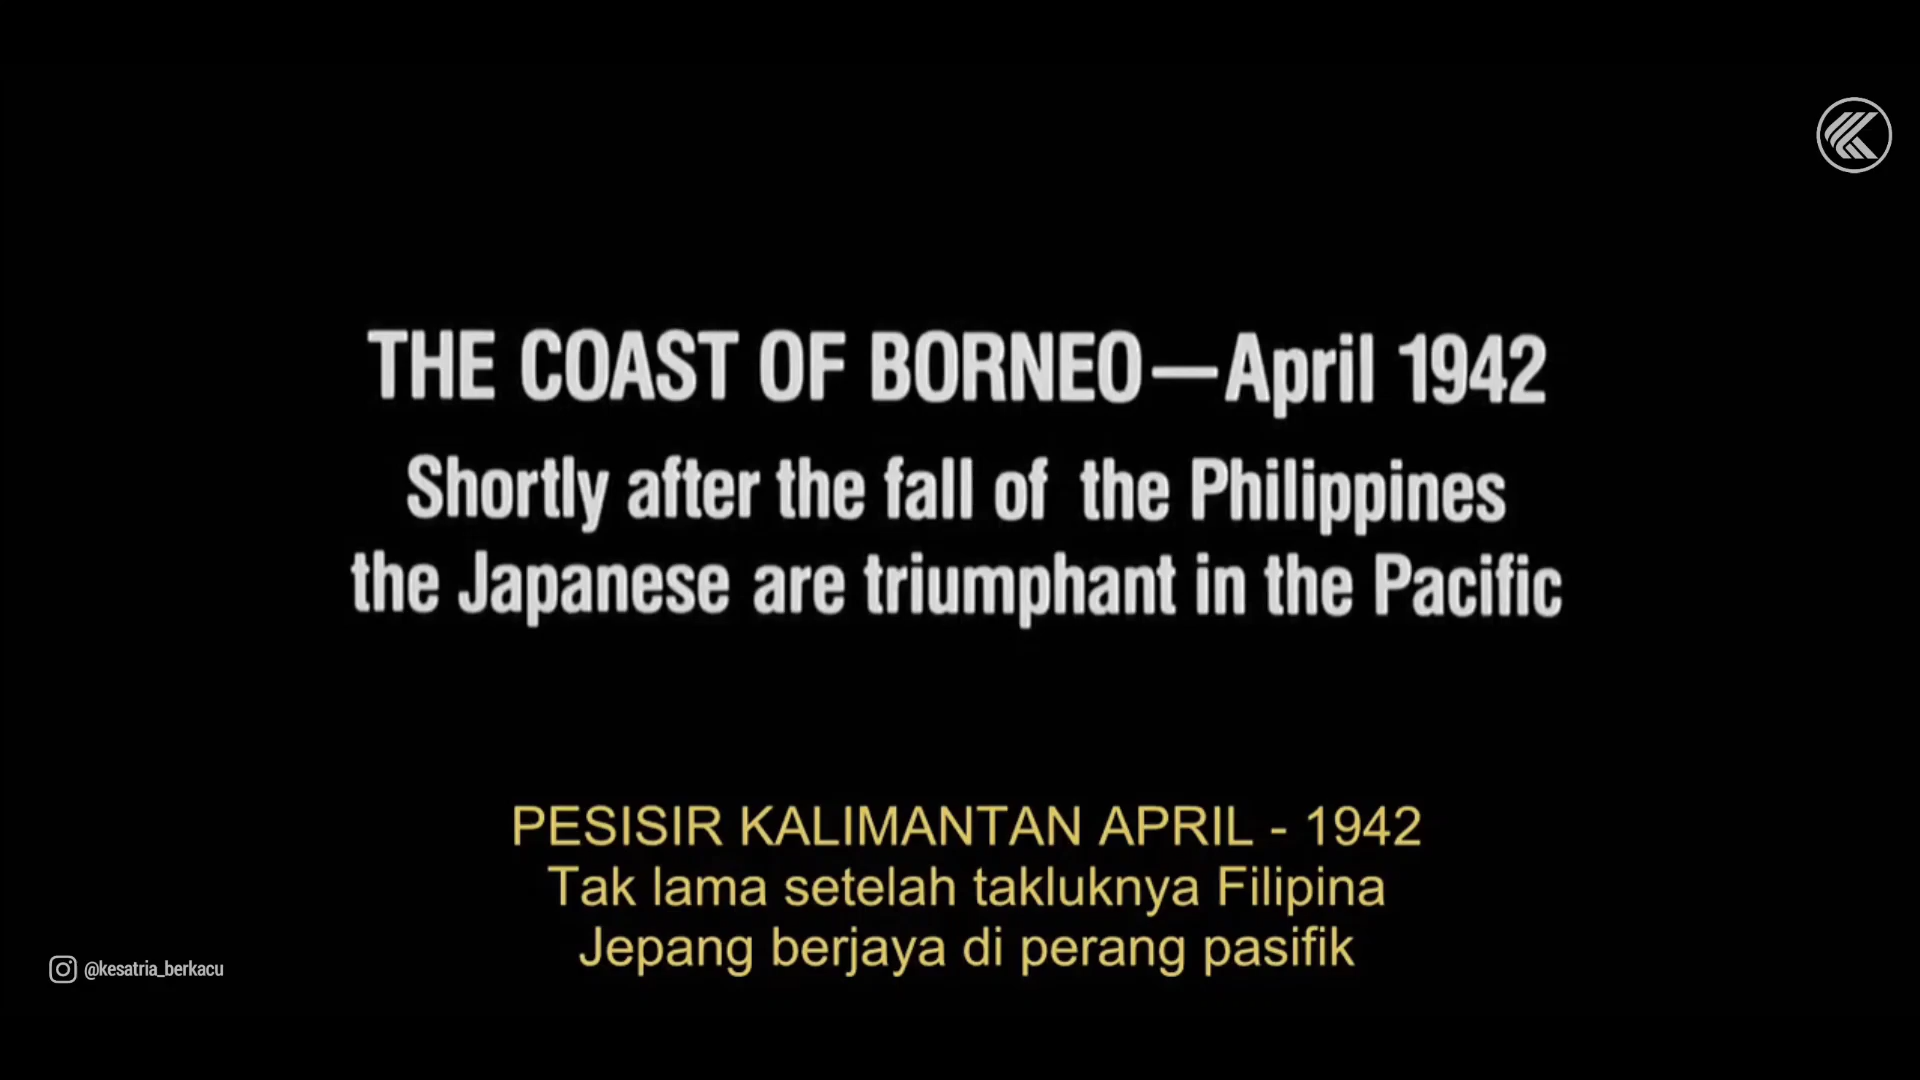 THE COAST OF BORNEO—April 1942
Shortly after the fall of the Philippines
the Japanese are triumphant in the Pacific
PESISIR KALIMANTAN APRIL - 1942
Tak lama setelah takluknya Filipina
Jepang berjaya di perang pasifik
@kesatria_berkacu